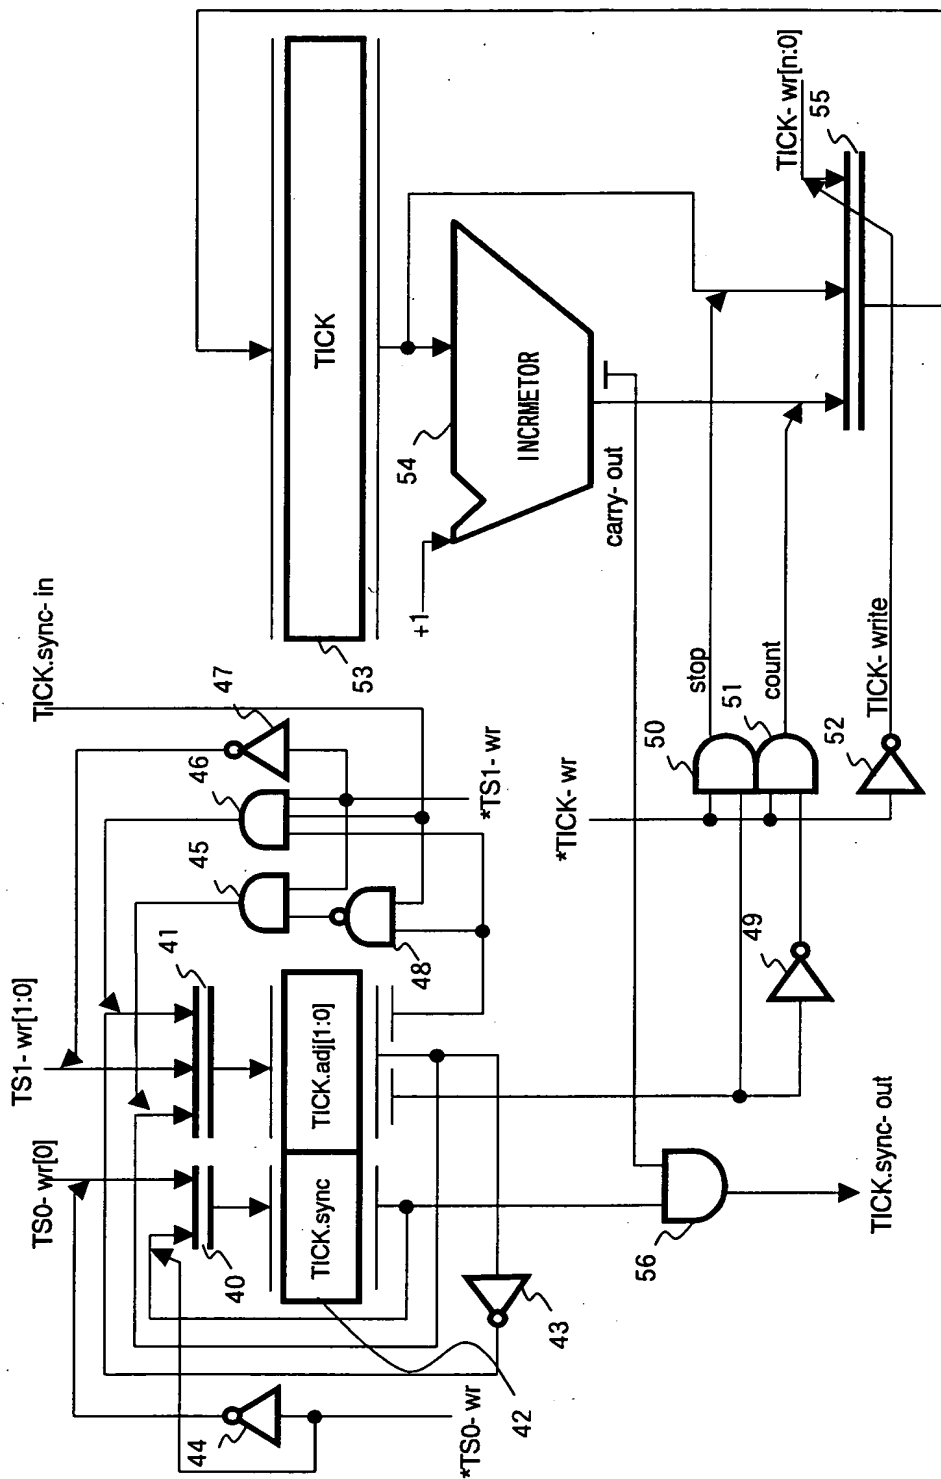 TS0- wr[0]
TS1- wr[1:0]
TICK.sync- in
41
45
46
47
40
44
TICK.sync
TICK.adj[1:0]
48
*TS1- wr
42
43
*TS0- wr
TICK
53
+1
54
INCRMETOR
carry- out
*TICK- wr
50
stop
51
count
52
TICK- write
49
56
TICK.sync- out
TICK- wr[n:0]
55